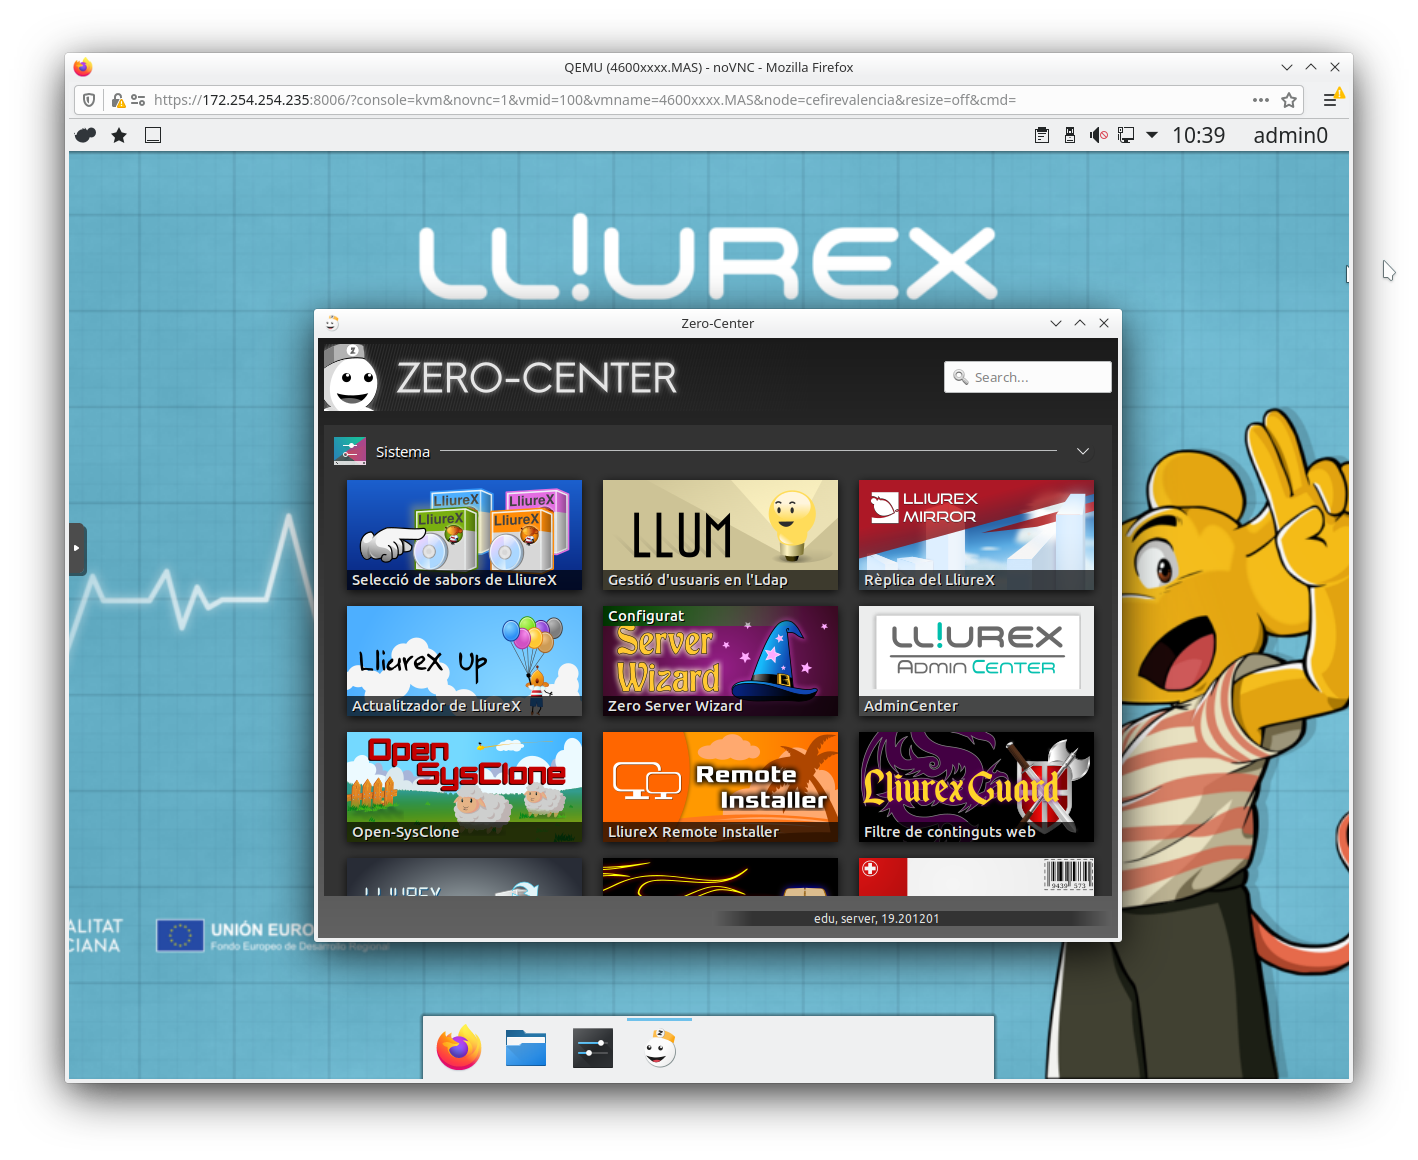 QEMU (4600xxxx.MAS) - noVNC - Mozilla Firefox
https://172.254.254.235:8006/?console=kvm&novnc=1&vmid=100&vmname=4600xxxx.MAS&node=cefirevalencia&resize=off&cmd=
10:39 admin0
LL!UREX
Zero-Center
ZERO-CENTER
Search...
Sistema
LliureX LliureX
LliureX LliureX
Selecció de sabors de LliureX
LLUM
Gestió d'usuaris en l'Ldap
LLIUREX
MIRROR
Rèplica del LliureX
LliureX Up
Actualitzador de LliureX
Configurat
Server
Wizard
Zero Server Wizard
LL!UREX
ADMIN CENTER
AdminCenter
Open
SysClone
Open-SysClone
Remote
Installer
LliureX Remote Installer
LliurexGuard
Filtre de continguts web
LLIUREX
9439 573
edu, server, 19.201201
ALITAT
CIANA
UNIÓN EURO
Fondo Europeo de Desarrollo Regional